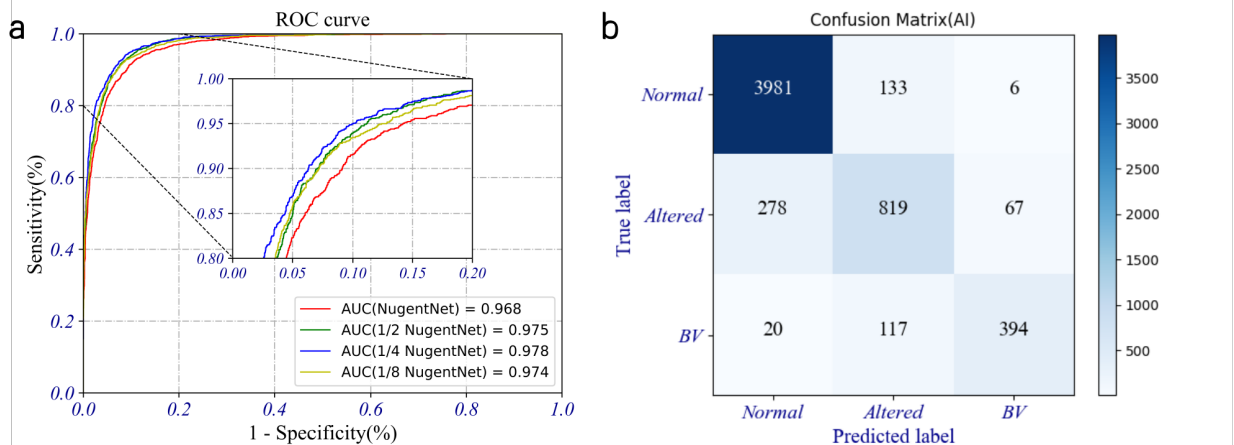 a
ROC curve
Sensitivity(%)
1.0
0.8
0.6
0.4
0.2
0.0
1.00
0.95
0.90
0.85
0.80
0.00 0.05 0.10 0.15 0.20
AUC(NugentNet) = 0.968
AUC(1/2 NugentNet) = 0.975
AUC(1/4 NugentNet) = 0.978
AUC(1/8 NugentNet) = 0.974
0.0 0.2 0.4 0.6 0.8 1.0
1 - Specificity(%)
b
Confusion Matrix(AI)
True label
Normal 3981 133 6
Altered 278 819 67
BV 20 117 394
Normal Altered BV
Predicted label
3500
3000
2500
2000
1500
1000
500